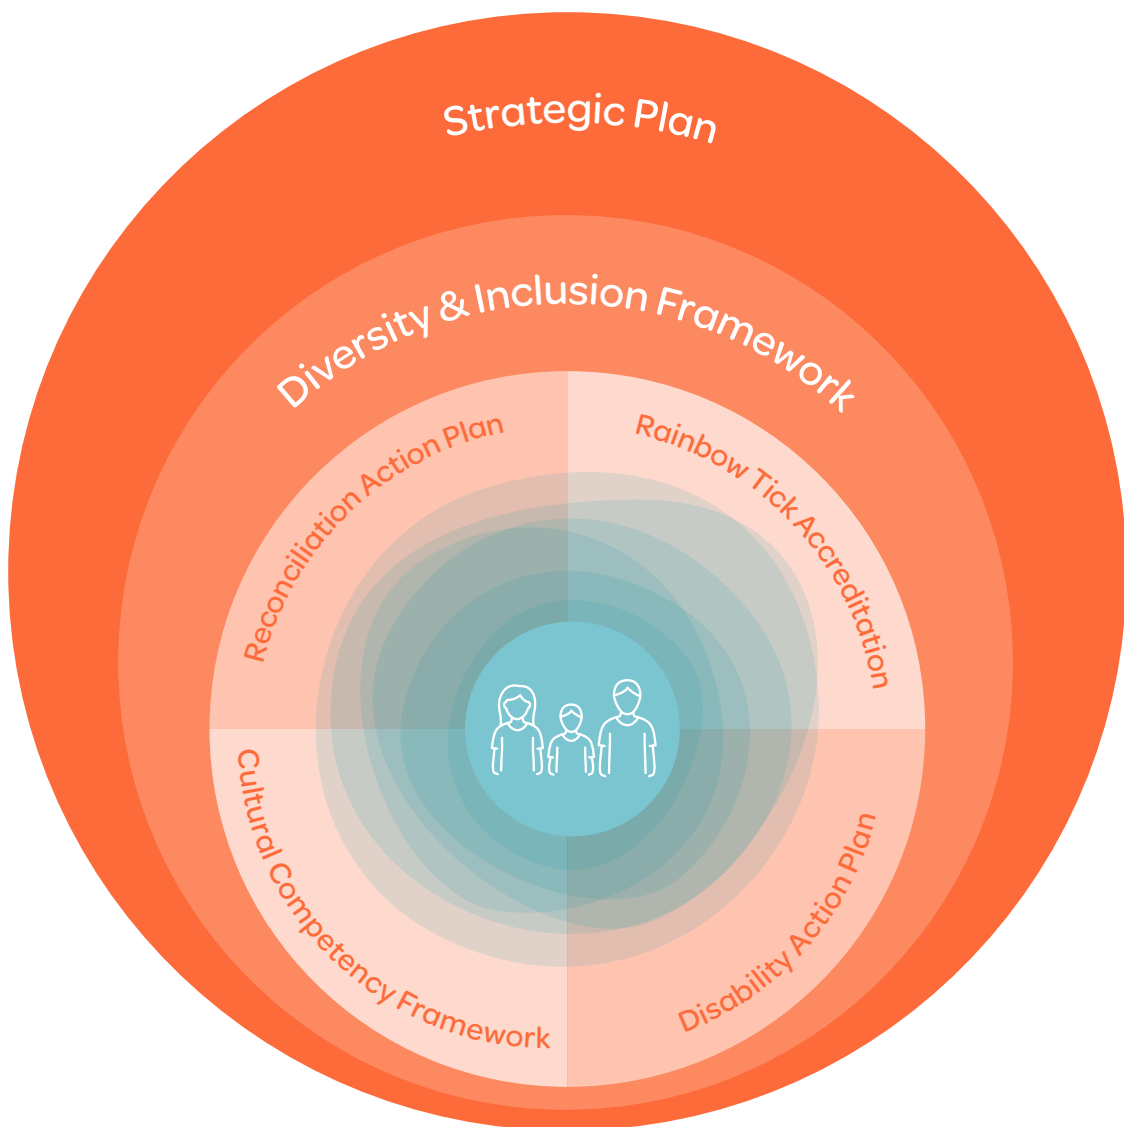 Strategic Plan
Diversity & Inclusion Framework
Reconciliation Action Plan
Rainbow Tick Accreditation
Cultural Competency Framework
Disability Action Plan